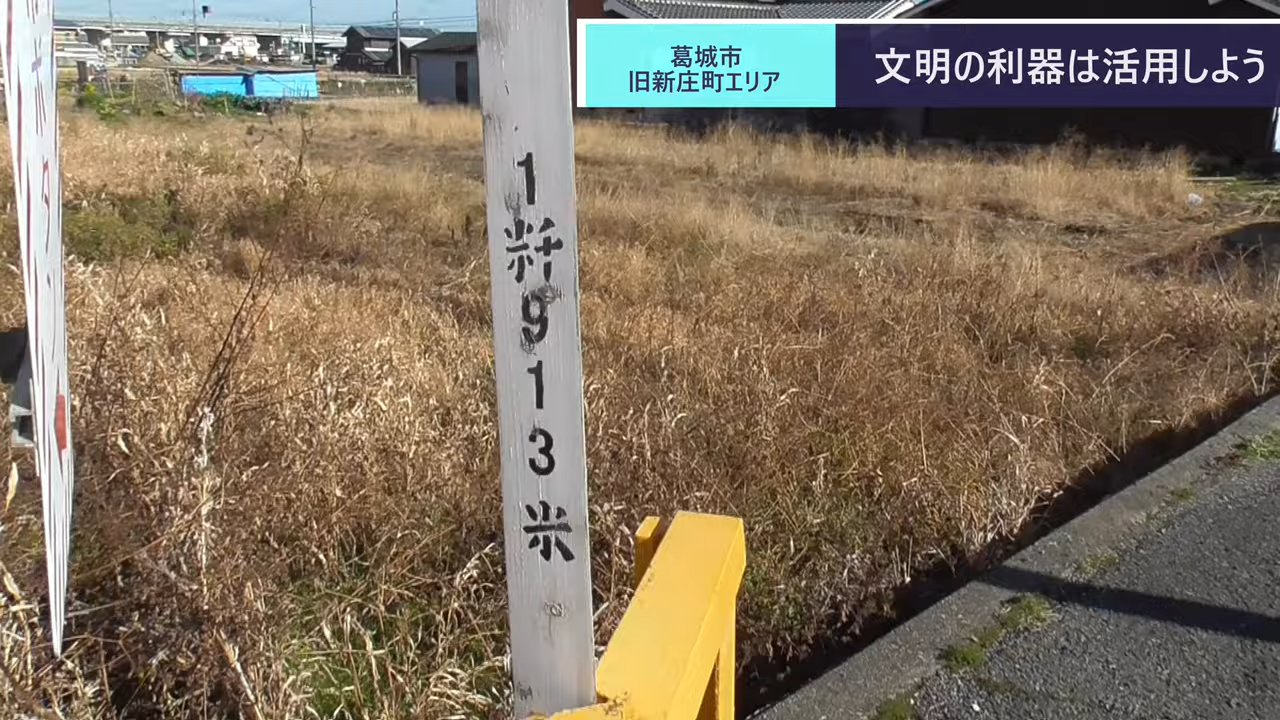 葛城市
旧新庄町エリア
文明の利器は活用しよう
1粁913米